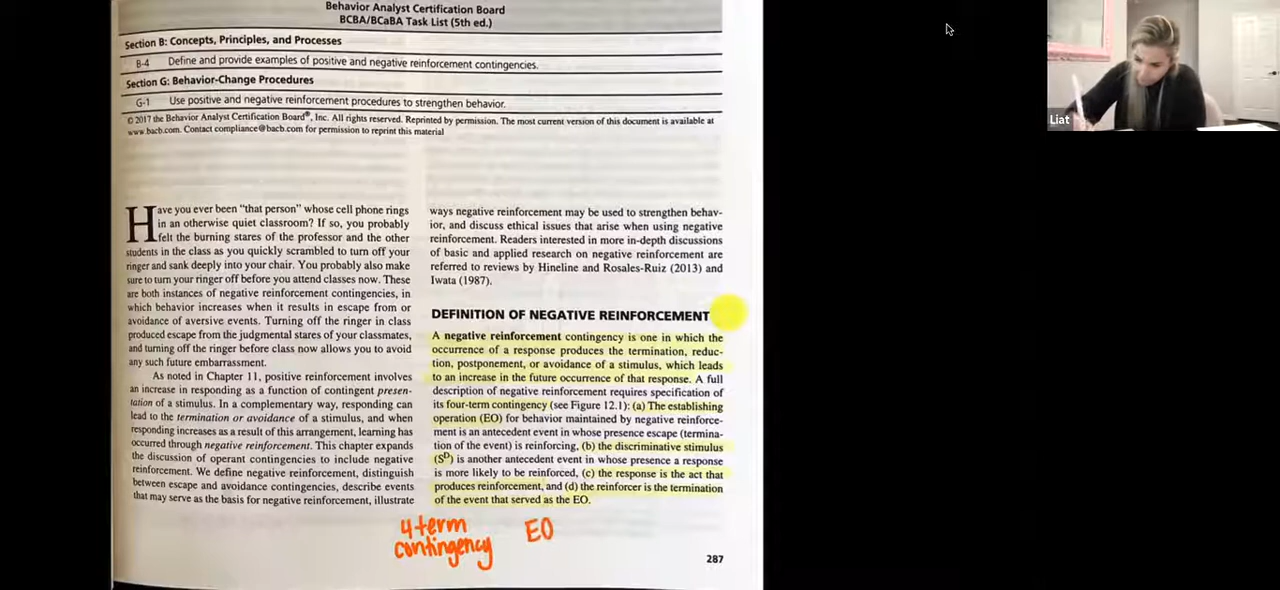 Behavior Analyst Certification Board
BCBA/BCaBA Task List (5th ed.)
Section B: Concepts, Principles, and Processes
B-4 Define and provide examples of positive and negative reinforcement contingencies.
Section G: Behavior-Change Procedures
G-1 Use positive and negative reinforcement procedures to strengthen behavior.
© 2017 the Behavior Analyst Certification Board®, Inc. All rights reserved. Reprinted by permission. The most current version of this document is available at
www.bacb.com. Contact compliance@bacb.com for permission to reprint this material
Have you ever been "that person" whose cell phone rings
in an otherwise quiet classroom? If so, you probably
felt the burning stares of the professor and the other
students in the class as you quickly scrambled to turn off your
ringer and sank deeply into your chair. You probably also make
sure to turn your ringer off before you attend classes now. These
are both instances of negative reinforcement contingencies, in
which behavior increases when it results in escape from or
avoidance of aversive events. Turning off the ringer in class
produced escape from the judgmental stares of your classmates,
and turning off the ringer before class now allows you to avoid
any such future embarrassment.
As noted in Chapter 11, positive reinforcement involves
an increase in responding as a function of contingent presen-
tation of a stimulus. In a complementary way, responding can
lead to the termination or avoidance of a stimulus, and when
responding increases as a result of this arrangement, learning has
occurred through negative reinforcement. This chapter expands
the discussion of operant contingencies to include negative
reinforcement. We define negative reinforcement, distinguish
between escape and avoidance contingencies, describe events
that may serve as the basis for negative reinforcement, illustrate
ways negative reinforcement may be used to strengthen behav-
ior, and discuss ethical issues that arise when using negative
reinforcement. Readers interested in more in-depth discussions
of basic and applied research on negative reinforcement are
referred to reviews by Hineline and Rosales-Ruiz (2013) and
Iwata (1987).
DEFINITION OF NEGATIVE REINFORCEMENT
A negative reinforcement contingency is one in which the
occurrence of a response produces the termination, reduc-
tion, postponement, or avoidance of a stimulus, which leads
to an increase in the future occurrence of that response. A full
description of negative reinforcement requires specification of
its four-term contingency (see Figure 12.1): (a) The establishing
operation (EO) for behavior maintained by negative reinforce-
ment is an antecedent event in whose presence escape (termina-
tion of the event) is reinforcing, (b) the discriminative stimulus
(Sᴰ) is another antecedent event in whose presence a response
is more likely to be reinforced, (c) the response is the act that
produces reinforcement, and (d) the reinforcer is the termination
of the event that served as the EO.
4 term
contingency
EO
287
Liat